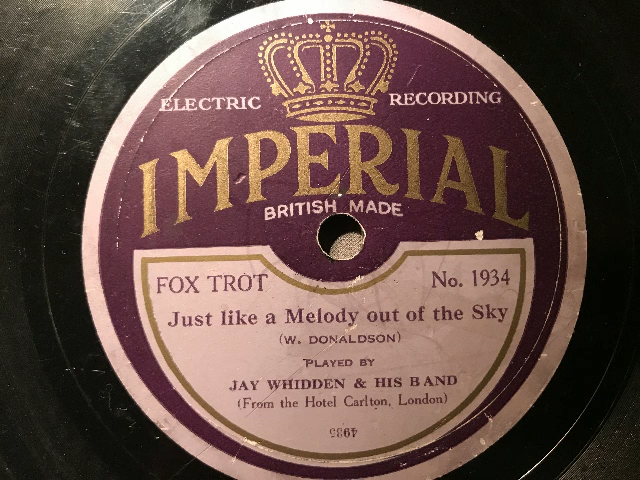 ELECTRIC RECORDING
IMPERIAL
BRITISH MADE
FOX TROT No. 1934
Just like a Melody out of the Sky
(W. DONALDSON)
PLAYED BY
JAY WHIDDEN & HIS BAND
(From the Hotel Carlton, London)
4935